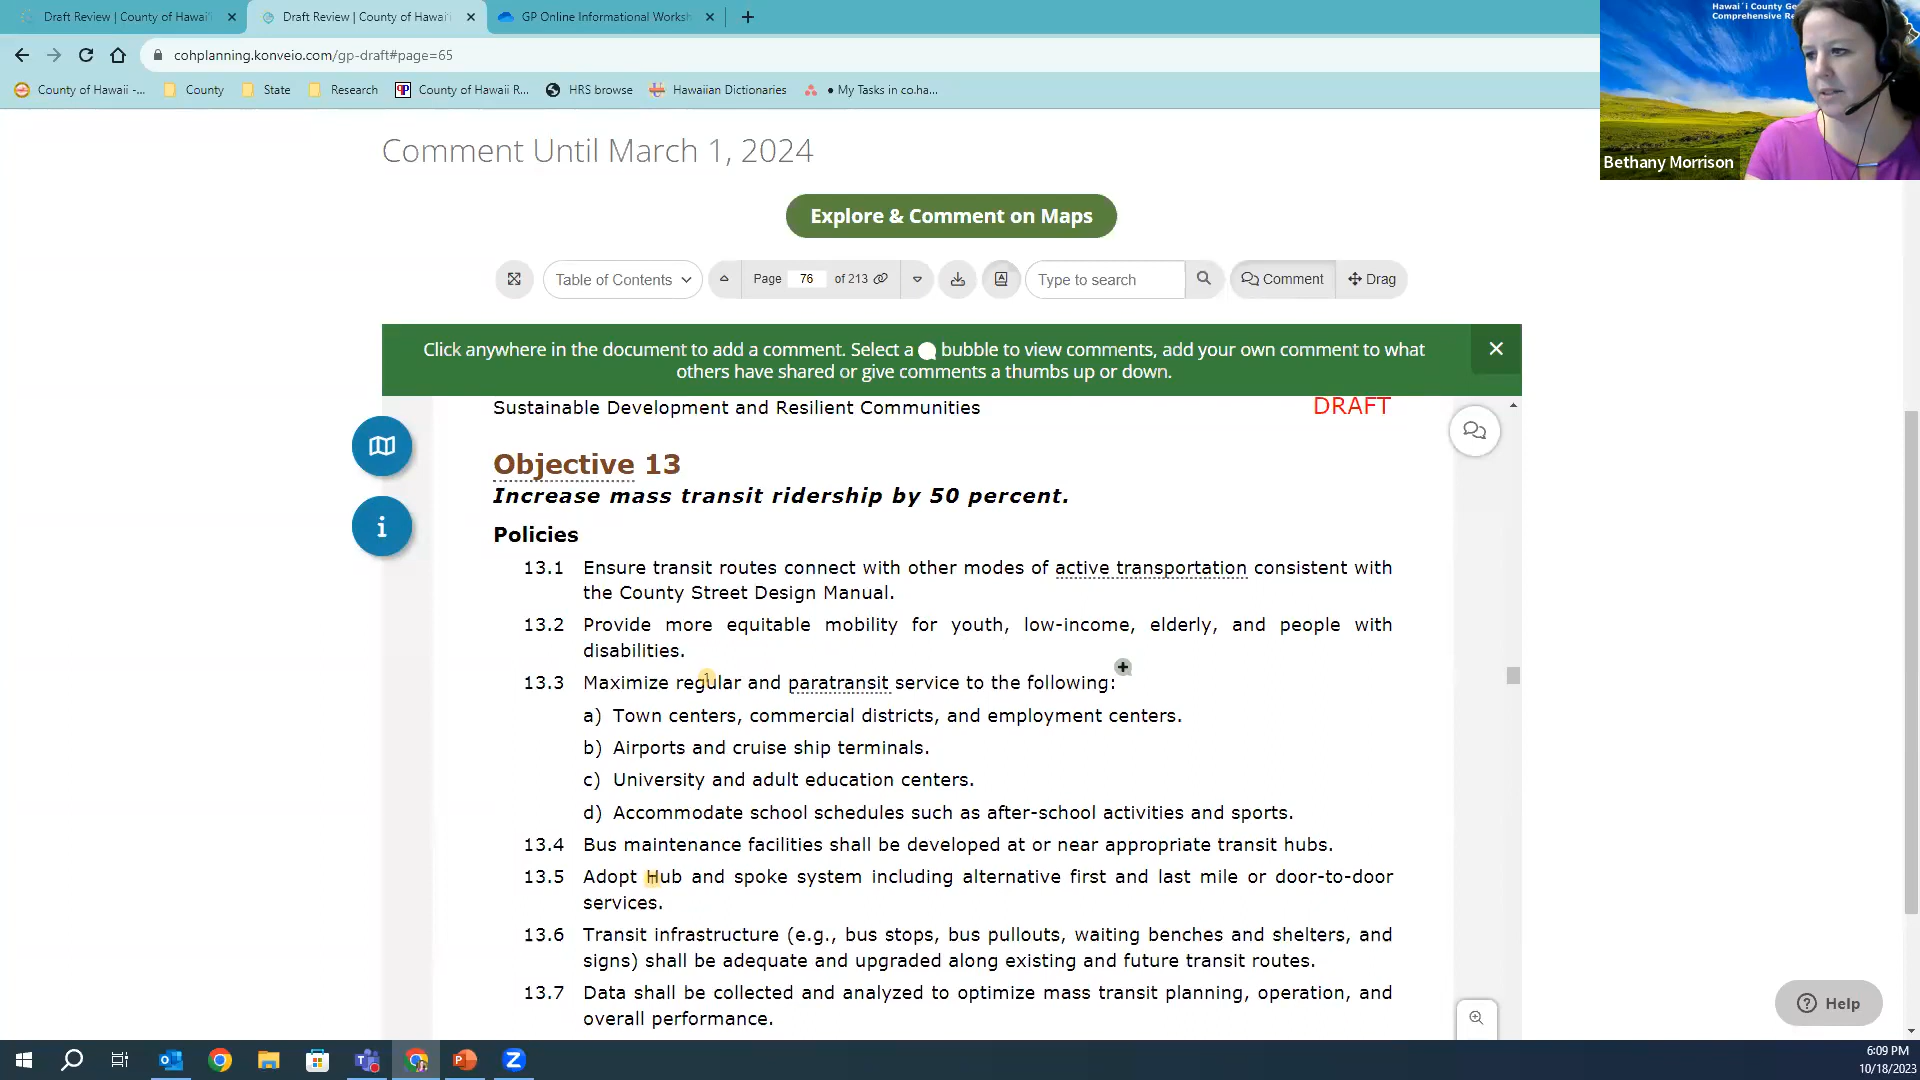 Draft Review | County of Hawai'i
Draft Review | County of Hawai'i
GP Online Informational Works
cohplanning.konveio.com/gp-draft#page=65
County of Hawaii -...
County
State
Research
County of Hawaii R...
HRS browse
Hawaiian Dictionaries
● My Tasks in co.ha...
Hawai´i County Ge
Comprehensive Re
Bethany Morrison
Comment Until March 1, 2024
Explore & Comment on Maps
Table of Contents
Page 76 of 213
Type to search
Comment
Drag
Click anywhere in the document to add a comment. Select a bubble to view comments, add your own comment to what
others have shared or give comments a thumbs up or down.
Sustainable Development and Resilient Communities
DRAFT
Objective 13
Increase mass transit ridership by 50 percent.
Policies
13.1 Ensure transit routes connect with other modes of active transportation consistent with
the County Street Design Manual.
13.2 Provide more equitable mobility for youth, low-income, elderly, and people with
disabilities.
1
13.3 Maximize regular and paratransit service to the following:
a) Town centers, commercial districts, and employment centers.
b) Airports and cruise ship terminals.
c) University and adult education centers.
d) Accommodate school schedules such as after-school activities and sports.
13.4 Bus maintenance facilities shall be developed at or near appropriate transit hubs.
13.5 Adopt Hub and spoke system including alternative first and last mile or door-to-door
services.
13.6 Transit infrastructure (e.g., bus stops, bus pullouts, waiting benches and shelters, and
signs) shall be adequate and upgraded along existing and future transit routes.
13.7 Data shall be collected and analyzed to optimize mass transit planning, operation, and
overall performance.
Help
6:09 PM
10/18/2023